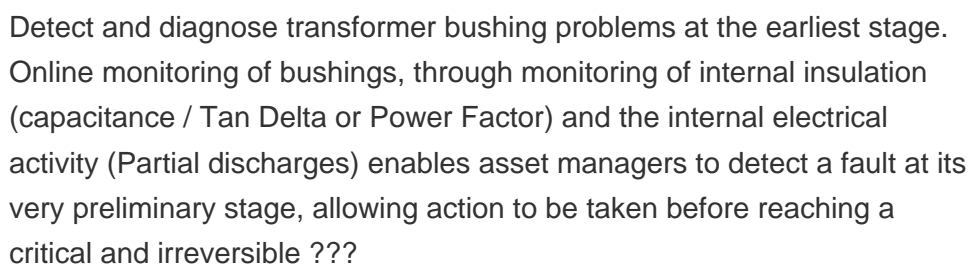 Detect and diagnose transformer bushing problems at the earliest stage.
Online monitoring of bushings, through monitoring of internal insulation
(capacitance / Tan Delta or Power Factor) and the internal electrical
activity (Partial discharges) enables asset managers to detect a fault at its
very preliminary stage, allowing action to be taken before reaching a
critical and irreversible ???